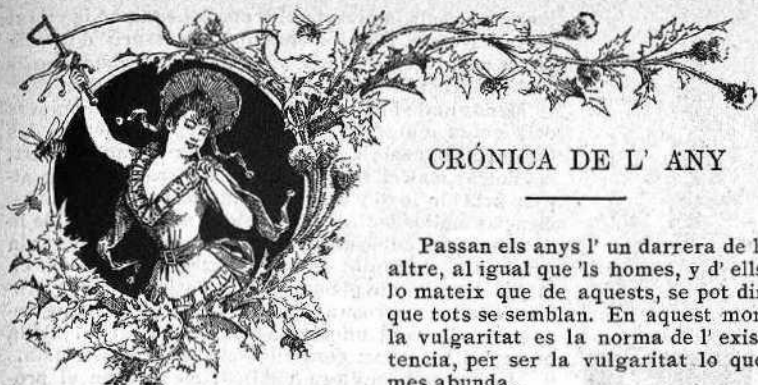 CRÓNICA DE L' ANY
Passan els anys l' un darrera de l'
altre, al igual que 'ls homes, y d' ells
lo mateix que de aquests, se pot dir
que tots se semblan. En aquest mon
la vulgaritat es la norma de l' exis-
tencia, per ser la vulgaritat lo que
mes abunda.